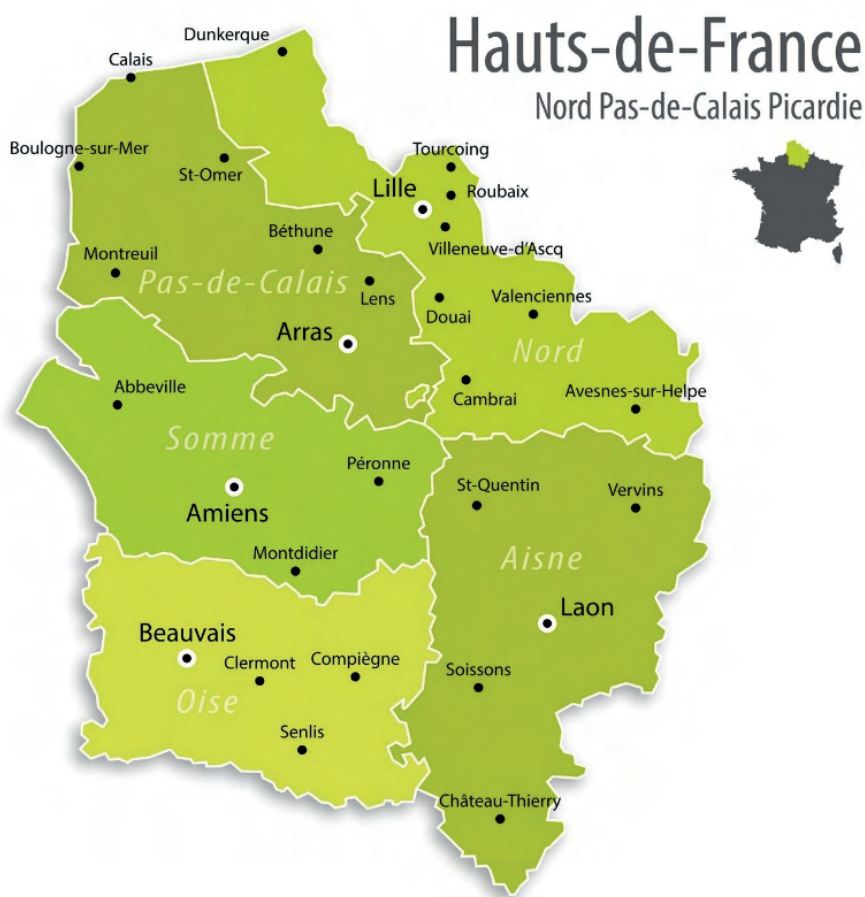 Hauts-de-France
Nord Pas-de-Calais Picardie
Dunkerque
Calais
Boulogne-sur-Mer
St-Omer
Tourcoing
Lille
Roubaix
Villeneuve-d'Ascq
Béthune
Montreuil
Pas-de-Calais
Lens
Douai
Valenciennes
Arras
Nord
Abbeville
Cambrai
Avesnes-sur-Helpe
Somme
Péronne
St-Quentin
Vervins
Amiens
Montdidier
Aisne
Laon
Beauvais
Clermont
Compiègne
Soissons
Oise
Senlis
Château-Thierry